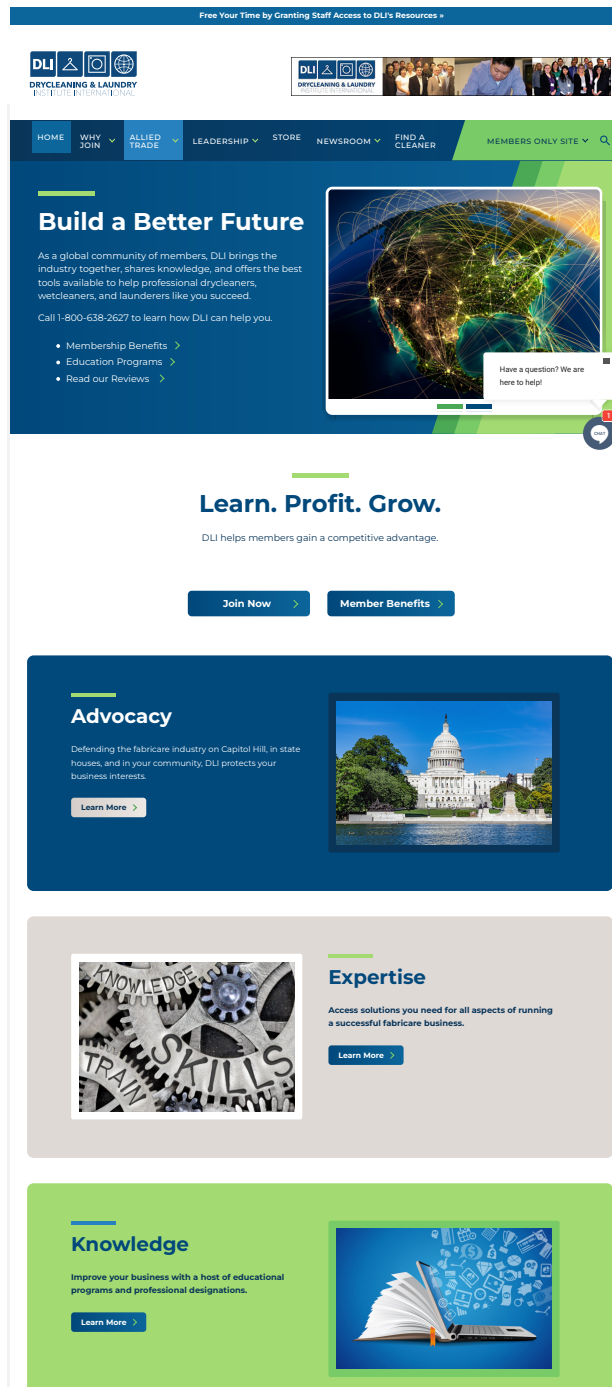 Free Your Time by Granting Staff Access to DLI's Resources »
DLI
DRYCLEANING & LAUNDRY
INSTITUTE INTERNATIONAL
DLI
DRYCLEANING & LAUNDRY
INSTITUTE INTERNATIONAL
HOME
WHY
JOIN
ALLIED
TRADE
LEADERSHIP
STORE
NEWSROOM
FIND A
CLEANER
MEMBERS ONLY SITE
Build a Better Future
As a global community of members, DLI brings the
industry together, shares knowledge, and offers the best
tools available to help professional drycleaners,
wetcleaners, and launderers like you succeed.
Call 1-800-638-2627 to learn how DLI can help you.
Membership Benefits
Education Programs
Read our Reviews
Have a question? We are
here to help!
1
CHAT
Learn. Profit. Grow.
DLI helps members gain a competitive advantage.
Join Now
Member Benefits
Advocacy
Defending the fabricare industry on Capitol Hill, in state
houses, and in your community, DLI protects your
business interests.
Learn More
KNOWLEDGE
SKILLS
TRAIN
Expertise
Access solutions you need for all aspects of running
a successful fabricare business.
Learn More
Knowledge
Improve your business with a host of educational
programs and professional designations.
Learn More